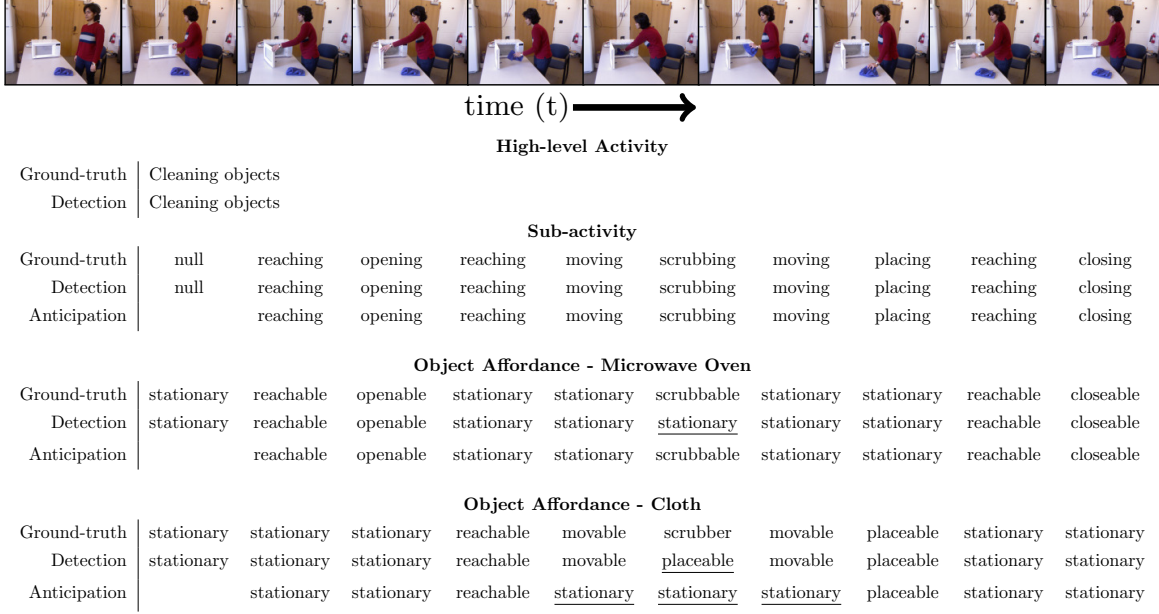 time (t)
High-level Activity
Ground-truth Cleaning objects
Detection Cleaning objects
Sub-activity
Ground-truth null reaching opening reaching moving scrubbing moving placing reaching closing
Detection null reaching opening reaching moving scrubbing moving placing reaching closing
Anticipation reaching opening reaching moving scrubbing moving placing reaching closing
Object Affordance - Microwave Oven
Ground-truth stationary reachable openable stationary stationary scrubbable stationary stationary reachable closeable
Detection stationary reachable openable stationary stationary stationary stationary stationary reachable closeable
Anticipation reachable openable stationary stationary scrubbable stationary stationary reachable closeable
Object Affordance - Cloth
Ground-truth stationary stationary stationary reachable movable scrubber movable placeable stationary stationary
Detection stationary stationary stationary reachable movable placeable movable placeable stationary stationary
Anticipation stationary stationary reachable stationary stationary stationary placeable stationary stationary